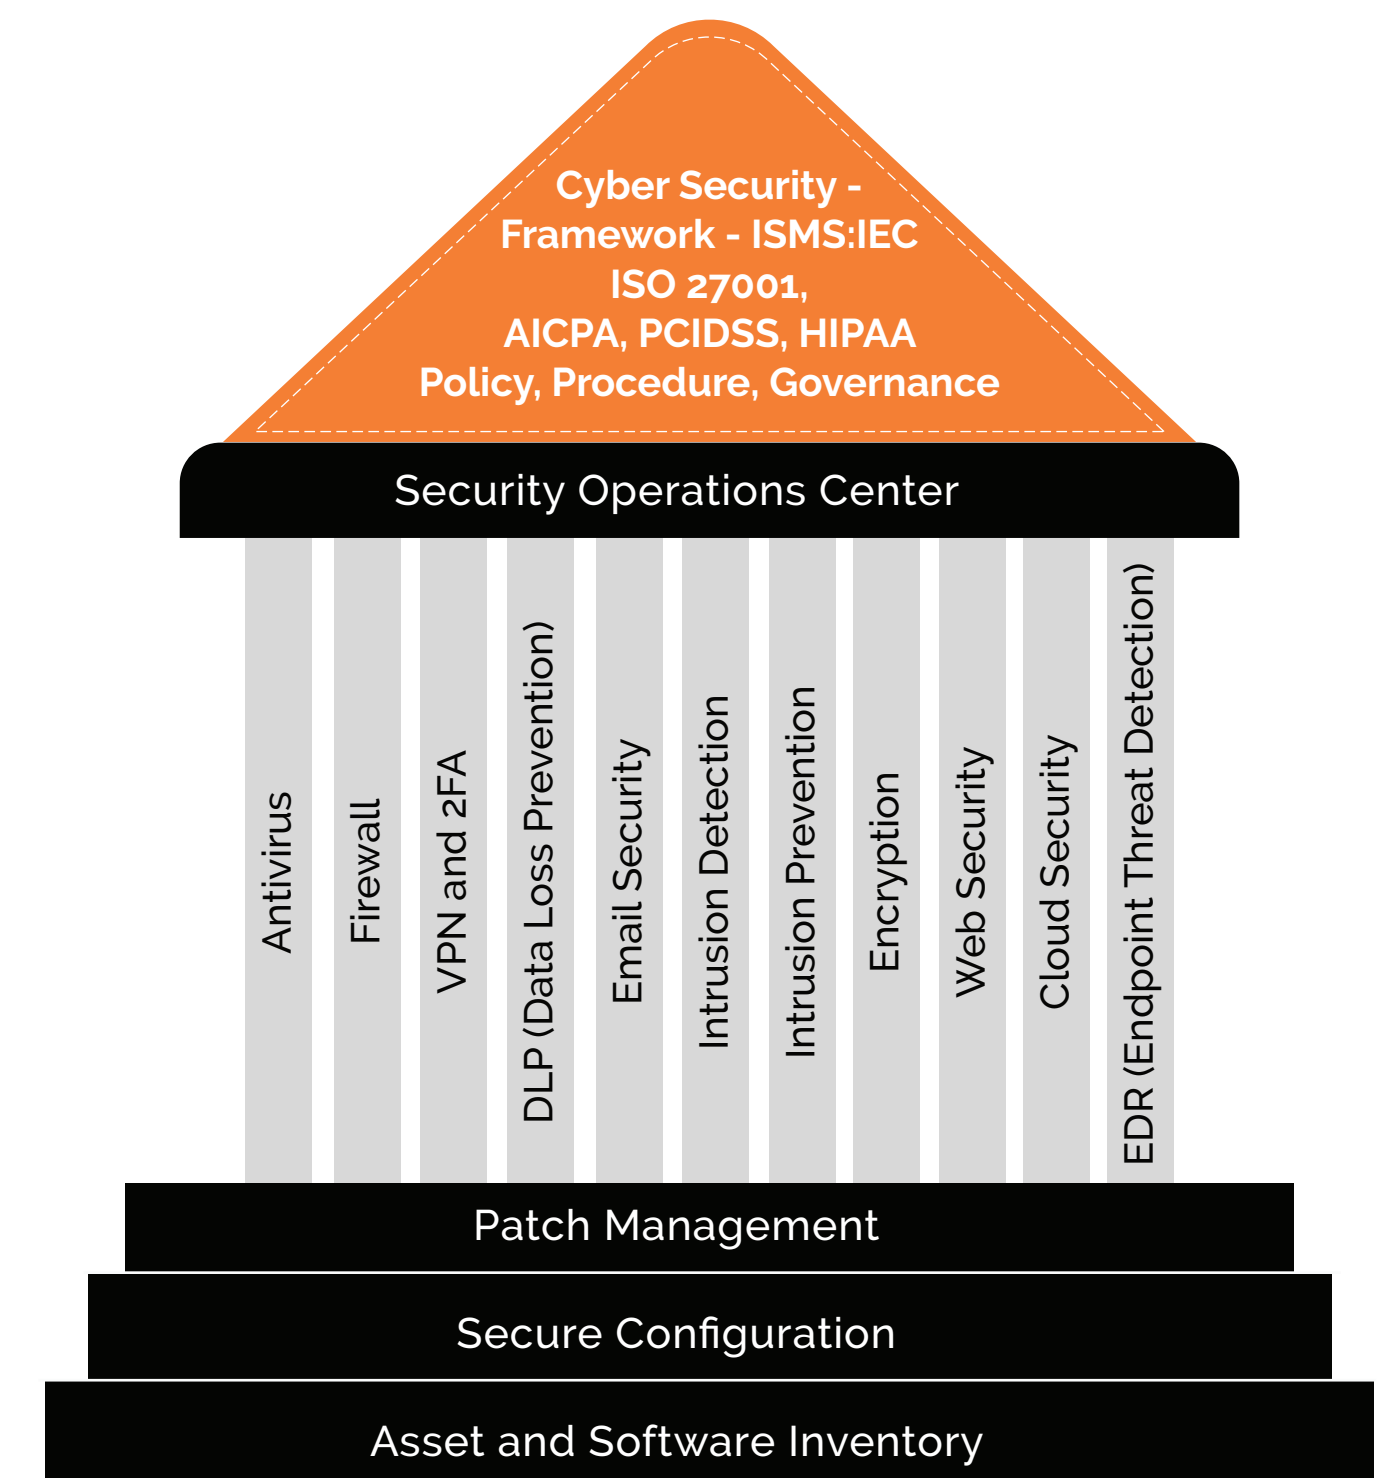 Cyber Security -
Framework - ISMS:IEC
ISO 27001,
AICPA, PCIDSS, HIPAA
Policy, Procedure, Governance
Security Operations Center
Antivirus
Firewall
VPN and 2FA
DLP (Data Loss Prevention)
Email Security
Intrusion Detection
Intrusion Prevention
Encryption
Web Security
Cloud Security
EDR (Endpoint Threat Detection)
Patch Management
Secure Configuration
Asset and Software Inventory